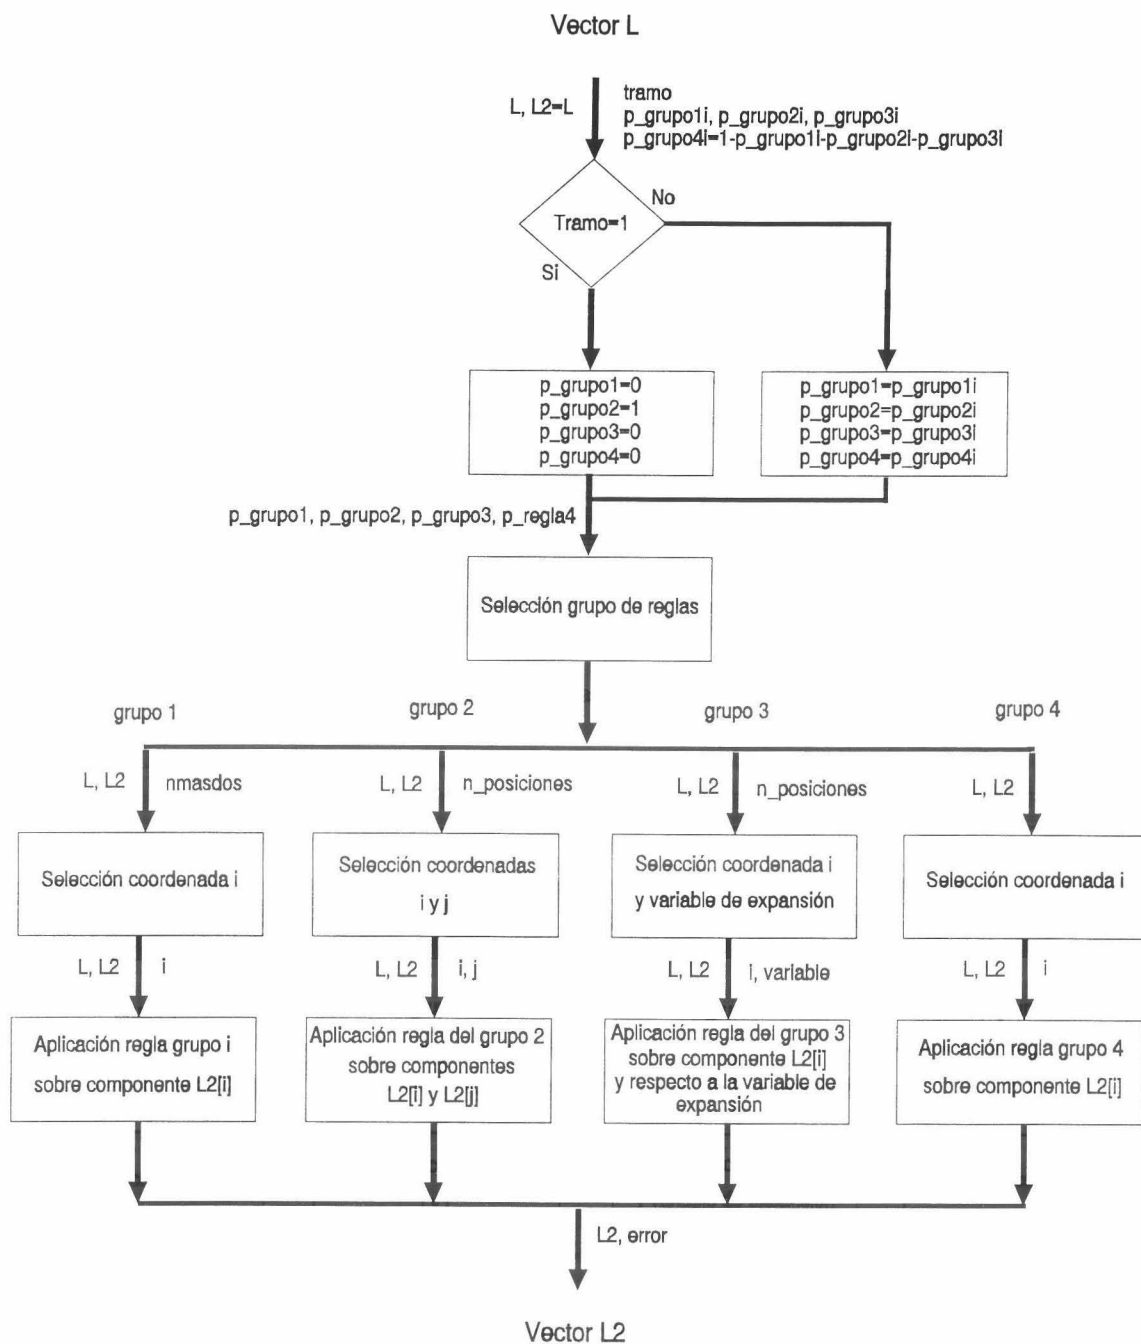 Vector L
L, L2=L
tramo
p_grupo1i, p_grupo2i, p_grupo3i
p_grupo4i=1-p_grupo1i-p_grupo2i-p_grupo3i
No
Tramo=1
Si
p_grupo1=0
p_grupo2=1
p_grupo3=0
p_grupo4=0
p_grupo1=p_grupo1i
p_grupo2=p_grupo2i
p_grupo3=p_grupo3i
p_grupo4=p_grupo4i
p_grupo1, p_grupo2, p_grupo3, p_regla4
Selección grupo de reglas
grupo 1
grupo 2
grupo 3
grupo 4
L, L2 nmasdos
L, L2 n_posiciones
L, L2 n_posiciones
L, L2
Selección coordenada i
Selección coordenadas
i y j
Selección coordenada i
y variable de expansión
Selección coordenada i
L, L2 i
L, L2 i, j
L, L2 i, variable
L, L2 i
Aplicación regla grupo i
sobre componente L2[i]
Aplicación regla del grupo 2
sobre componentes
L2[i] y L2[j]
Aplicación regla del grupo 3
sobre componente L2[i]
y respecto a la variable de
expansión
Aplicación regla grupo 4
sobre componente L2[i]
L2, error
Vector L2